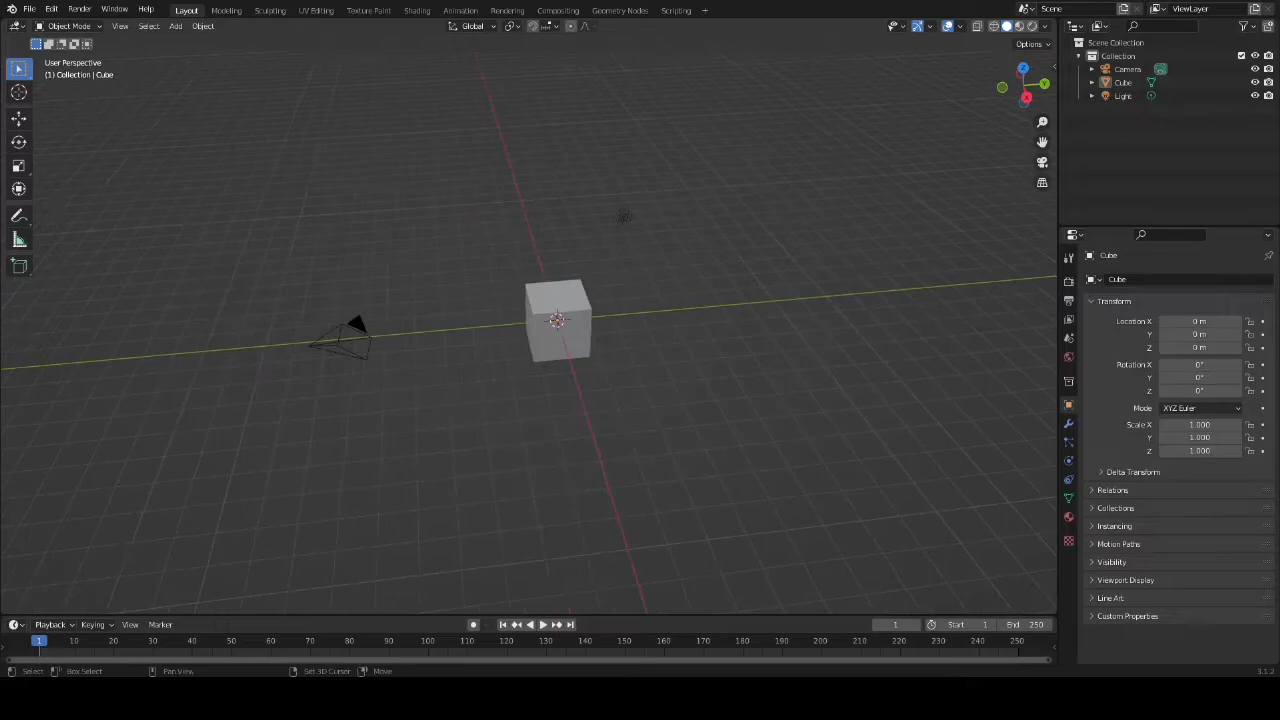 File Edit Render Window Help Layout Modeling Sculpting UV Editing Texture Paint Shading Animation Rendering Compositing Geometry Nodes Scripting + Scene ViewLayer
Object Mode View Select Add Object Global
Options
User Perspective
(1) Collection | Cube
Z
Y
X
Scene Collection
Collection
Camera
Cube
Light
Cube
Cube
Transform
Location X 0 m
Y 0 m
Z 0 m
Rotation X 0°
Y 0°
Z 0°
Mode XYZ Euler
Scale X 1.000
Y 1.000
Z 1.000
Delta Transform
Relations
Collections
Instancing
Motion Paths
Visibility
Viewport Display
Line Art
Custom Properties
Playback Keying View Marker 1 Start 1 End 250
1 10 20 30 40 50 60 70 80 90 100 110 120 130 140 150 160 170 180 190 200 210 220 230 240 250
Select Box Select Pan View Set 3D Cursor Move 3.1.2